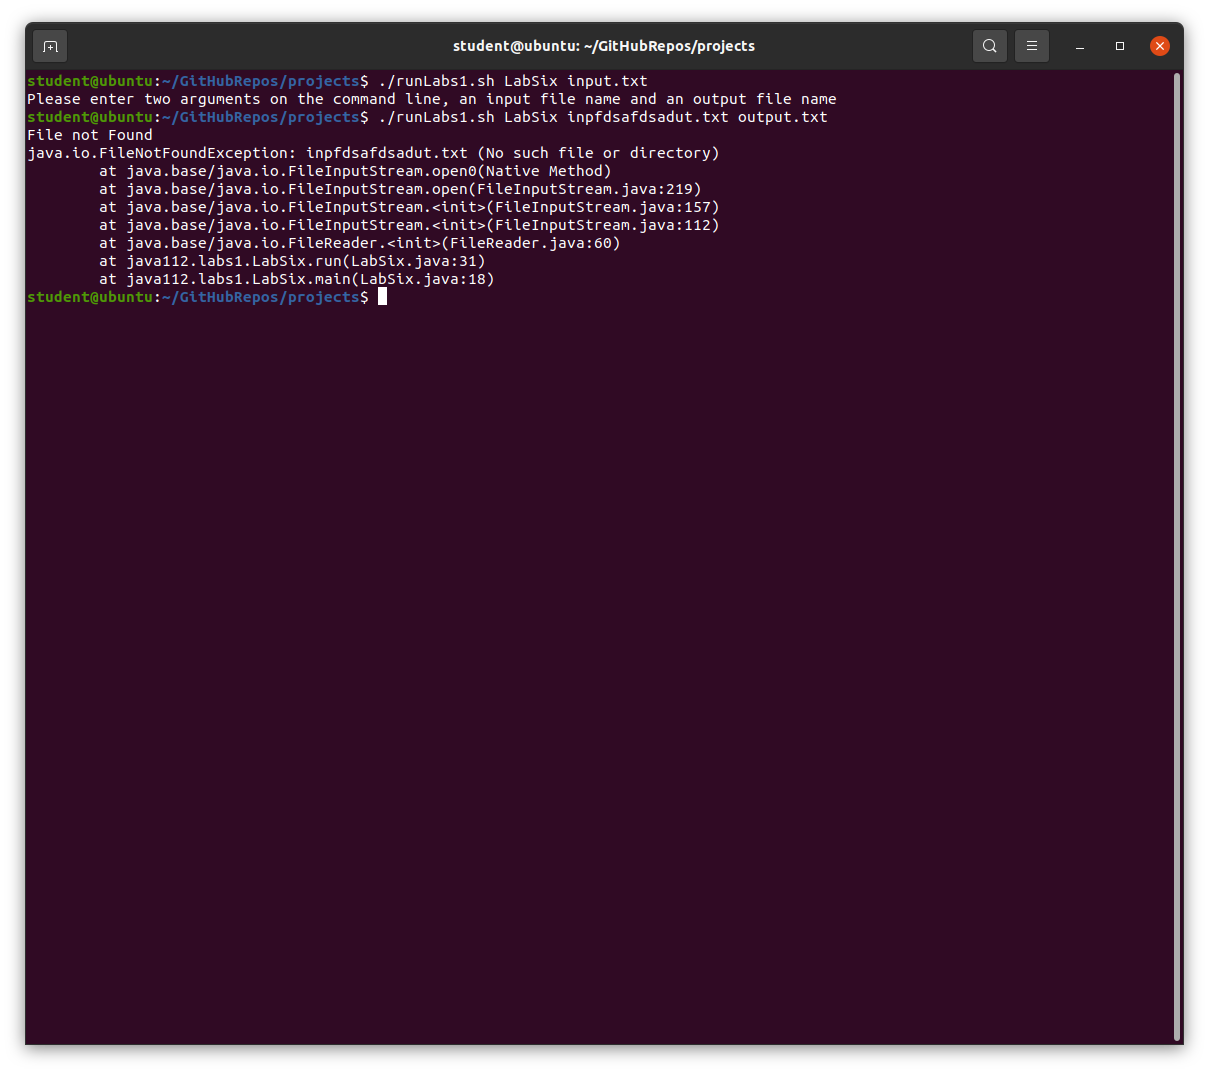 student@ubuntu: ~/GitHubRepos/projects
student@ubuntu:~/GitHubRepos/projects$ ./runLabs1.sh LabSix input.txt
Please enter two arguments on the command line, an input file name and an output file name
student@ubuntu:~/GitHubRepos/projects$ ./runLabs1.sh LabSix inpfdsafdsadut.txt output.txt
File not Found
java.io.FileNotFoundException: inpfdsafdsadut.txt (No such file or directory)
        at java.base/java.io.FileInputStream.open0(Native Method)
        at java.base/java.io.FileInputStream.open(FileInputStream.java:219)
        at java.base/java.io.FileInputStream.<init>(FileInputStream.java:157)
        at java.base/java.io.FileInputStream.<init>(FileInputStream.java:112)
        at java.base/java.io.FileReader.<init>(FileReader.java:60)
        at java112.labs1.LabSix.run(LabSix.java:31)
        at java112.labs1.LabSix.main(LabSix.java:18)
student@ubuntu:~/GitHubRepos/projects$